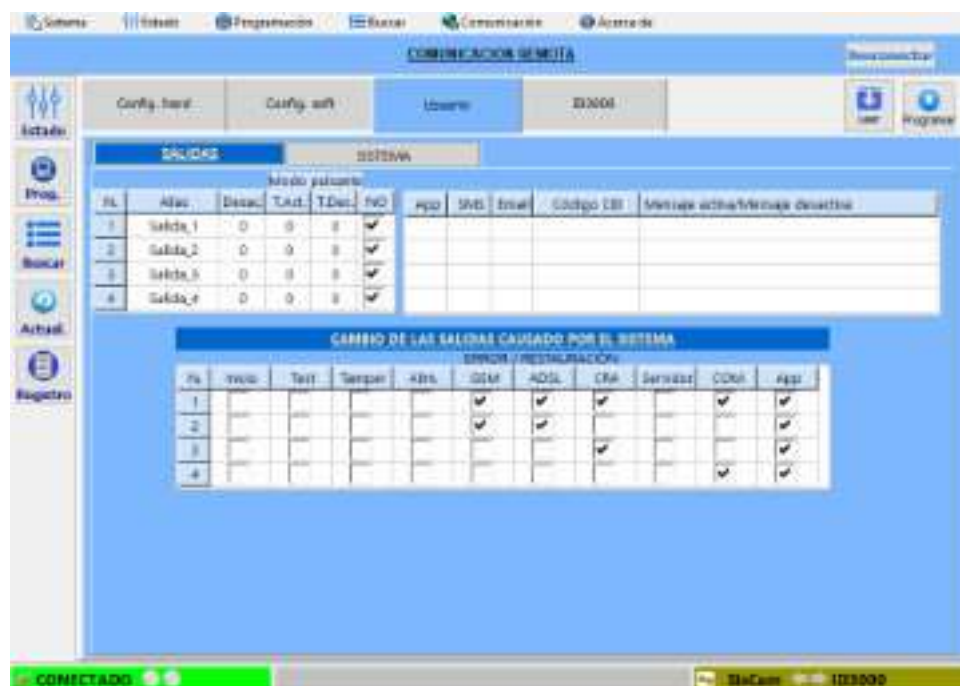 Sistema Estado Programación Buscar Comunicación Acerca de
COMUNICACION REMOTA Desconectar
Config. hard Config. soft Usuario ID3000 Leer Programar
Estado
Prog.
Buscar
Actual.
Registro
SALIDAS SISTEMA
Modo pulsante
N. Alias Desac. T.Act. T.Des. NO App SMS Email Código CID Mensaje activa/Mensaje desactiva
1 Salida_1 0 0 0
2 Salida_2 0 0 0
3 Salida_3 0 0 0
4 Salida_4 0 0 0
CAMBIO DE LAS SALIDAS CAUSADO POR EL SISTEMA
ERROR / RESTAURACIÓN
N. Inicio Test Tamper Alim. GSM ADSL CRA Servidor COM App
1
2
3
4
CONECTADO ID3000